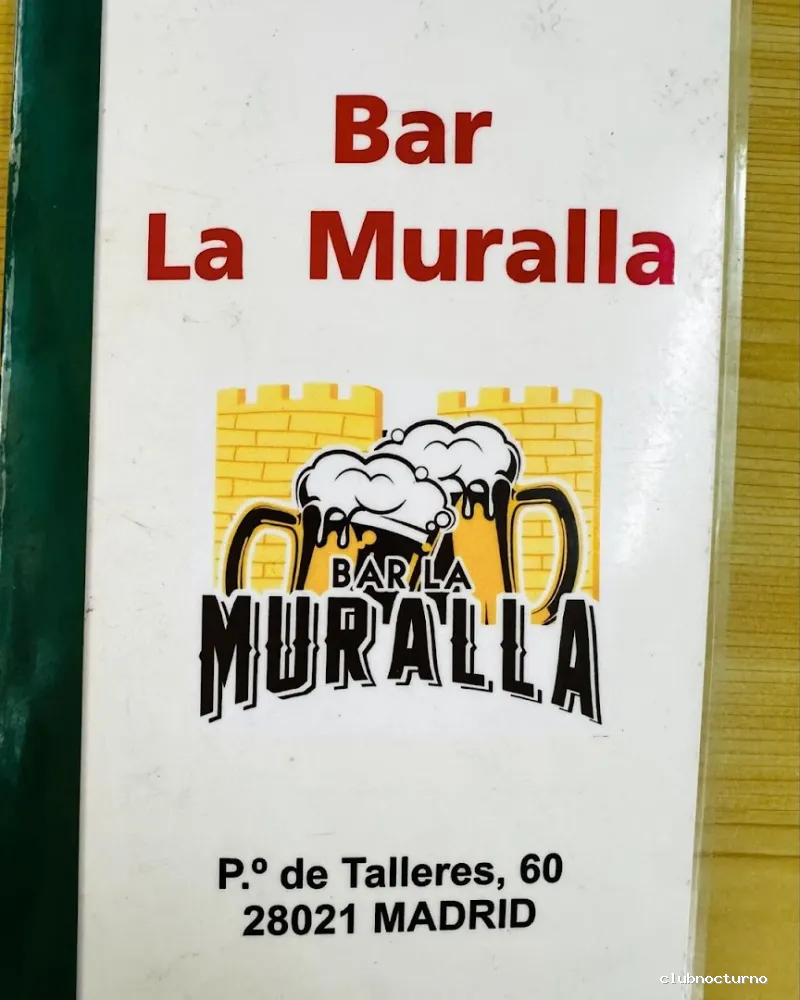 Bar
La Muralla
BAR LA
MURALLA
P.º de Talleres, 60
28021 MADRID
clubnocturno